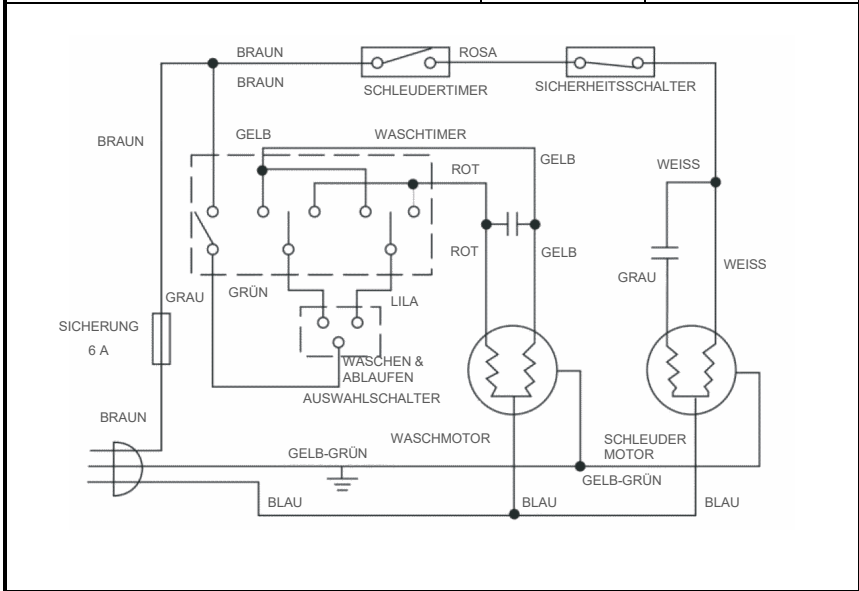 BRAUN
ROSA
BRAUN
SCHLEUDERTIMER
SICHERHEITSSCHALTER
BRAUN
GELB
WASCHTIMER
ROT
GELB
WEISS
ROT
GELB
GRAU
WEISS
GRAU
GRÜN
LILA
SICHERUNG
6 A
WASCHEN &
ABLAUFEN
AUSWAHLSCHALTER
BRAUN
WASCHMOTOR
SCHLEUDER
MOTOR
GELB-GRÜN
GELB-GRÜN
BLAU
BLAU
BLAU